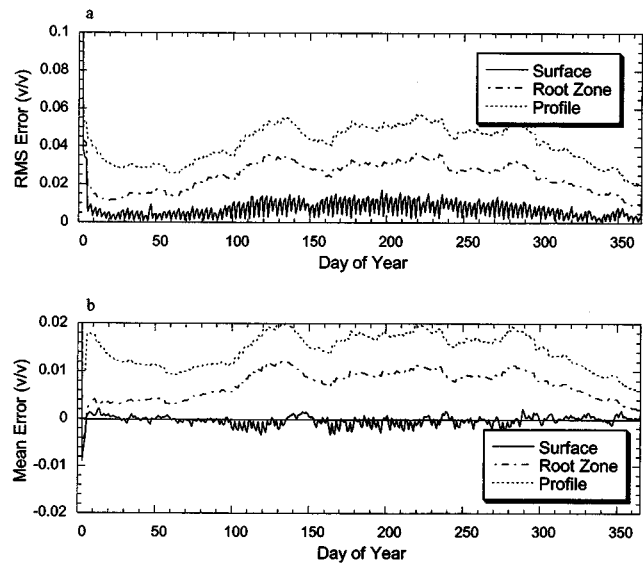 a
0.1
0.08
0.06
0.04
0.02
0
RMS Error (v/v)
Surface
Root Zone
Profile
0 50 100 150 200 250 300 350
Day of Year
b
0.02
0.01
0
-0.01
-0.02
Mean Error (v/v)
Surface
Root Zone
Profile
0 50 100 150 200 250 300 350
Day of Year